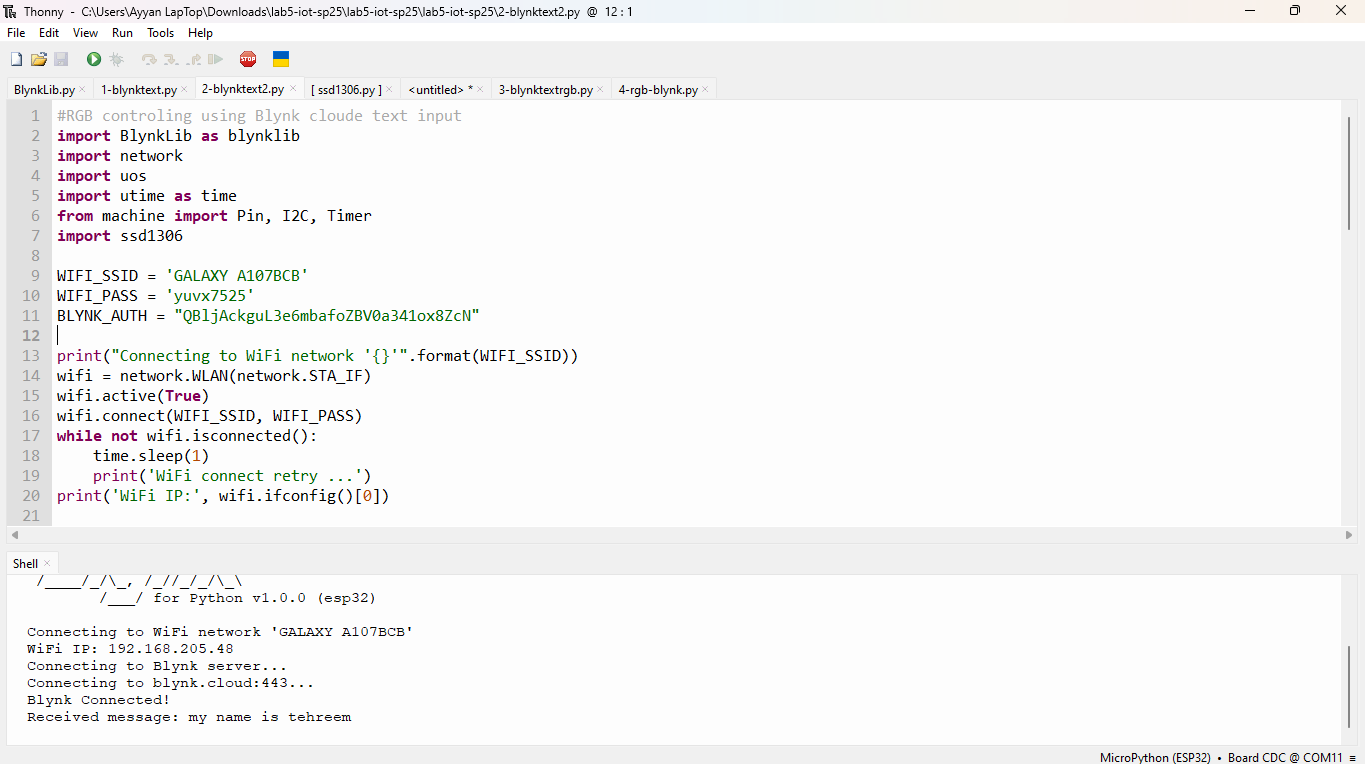 Thonny - C:\Users\Ayyan LapTop\Downloads\lab5-iot-sp25\lab5-iot-sp25\lab5-iot-sp25\2-blynktext2.py @ 12 : 1
File Edit View Run Tools Help
STOP
BlynkLib.py × 1-blynktext.py × 2-blynktext2.py × [ ssd1306.py ] × <untitled> * × 3-blynktextrgb.py × 4-rgb-blynk.py ×
1 #RGB controling using Blynk cloude text input
2 import BlynkLib as blynklib
3 import network
4 import uos
5 import utime as time
6 from machine import Pin, I2C, Timer
7 import ssd1306
8
9 WIFI_SSID = 'GALAXY A107BCB'
10 WIFI_PASS = 'yuvx7525'
11 BLYNK_AUTH = "QBljAckguL3e6mbafoZBV0a341ox8ZcN"
12
13 print("Connecting to WiFi network '{}'".format(WIFI_SSID))
14 wifi = network.WLAN(network.STA_IF)
15 wifi.active(True)
16 wifi.connect(WIFI_SSID, WIFI_PASS)
17 while not wifi.isconnected():
18     time.sleep(1)
19     print('WiFi connect retry ...')
20 print('WiFi IP:', wifi.ifconfig()[0])
21
Shell ×
/____/_/\_, /_//_/_/\_\
/___/ for Python v1.0.0 (esp32)
Connecting to WiFi network 'GALAXY A107BCB'
WiFi IP: 192.168.205.48
Connecting to Blynk server...
Connecting to blynk.cloud:443...
Blynk Connected!
Received message: my name is tehreem
MicroPython (ESP32) • Board CDC @ COM11 ≡